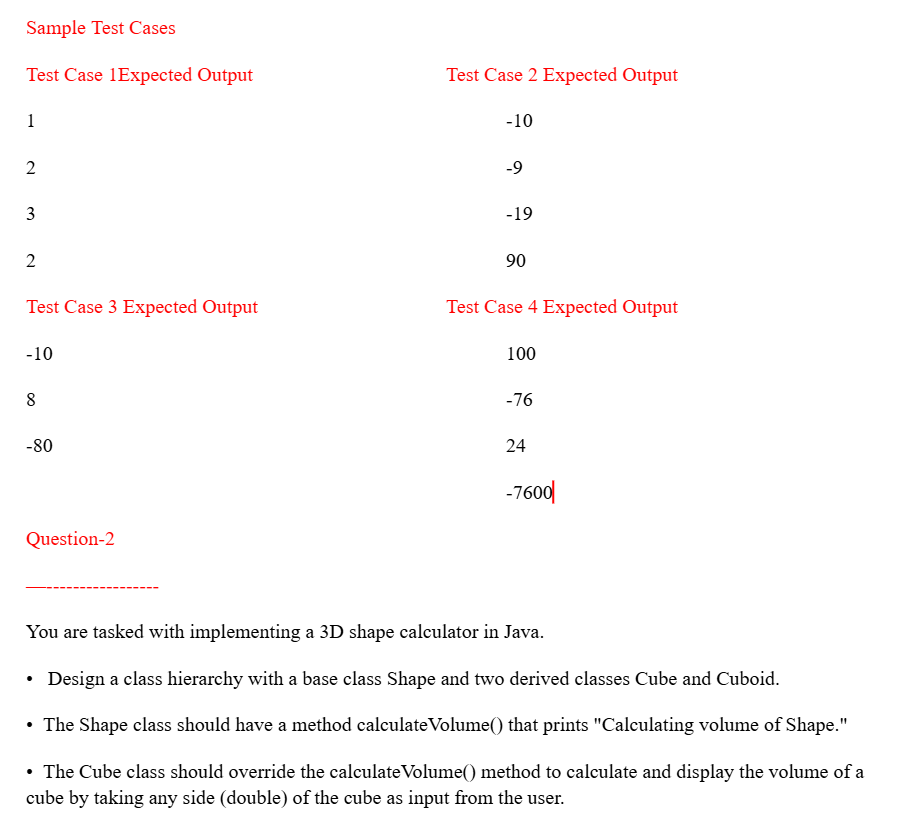 Sample Test Cases
Test Case 1Expected Output Test Case 2 Expected Output
1 -10
2 -9
3 -19
2 90
Test Case 3 Expected Output Test Case 4 Expected Output
-10 100
8 -76
-80 24
-7600
Question-2
—-----------------
You are tasked with implementing a 3D shape calculator in Java.
• Design a class hierarchy with a base class Shape and two derived classes Cube and Cuboid.
• The Shape class should have a method calculateVolume() that prints "Calculating volume of Shape."
• The Cube class should override the calculateVolume() method to calculate and display the volume of a
cube by taking any side (double) of the cube as input from the user.